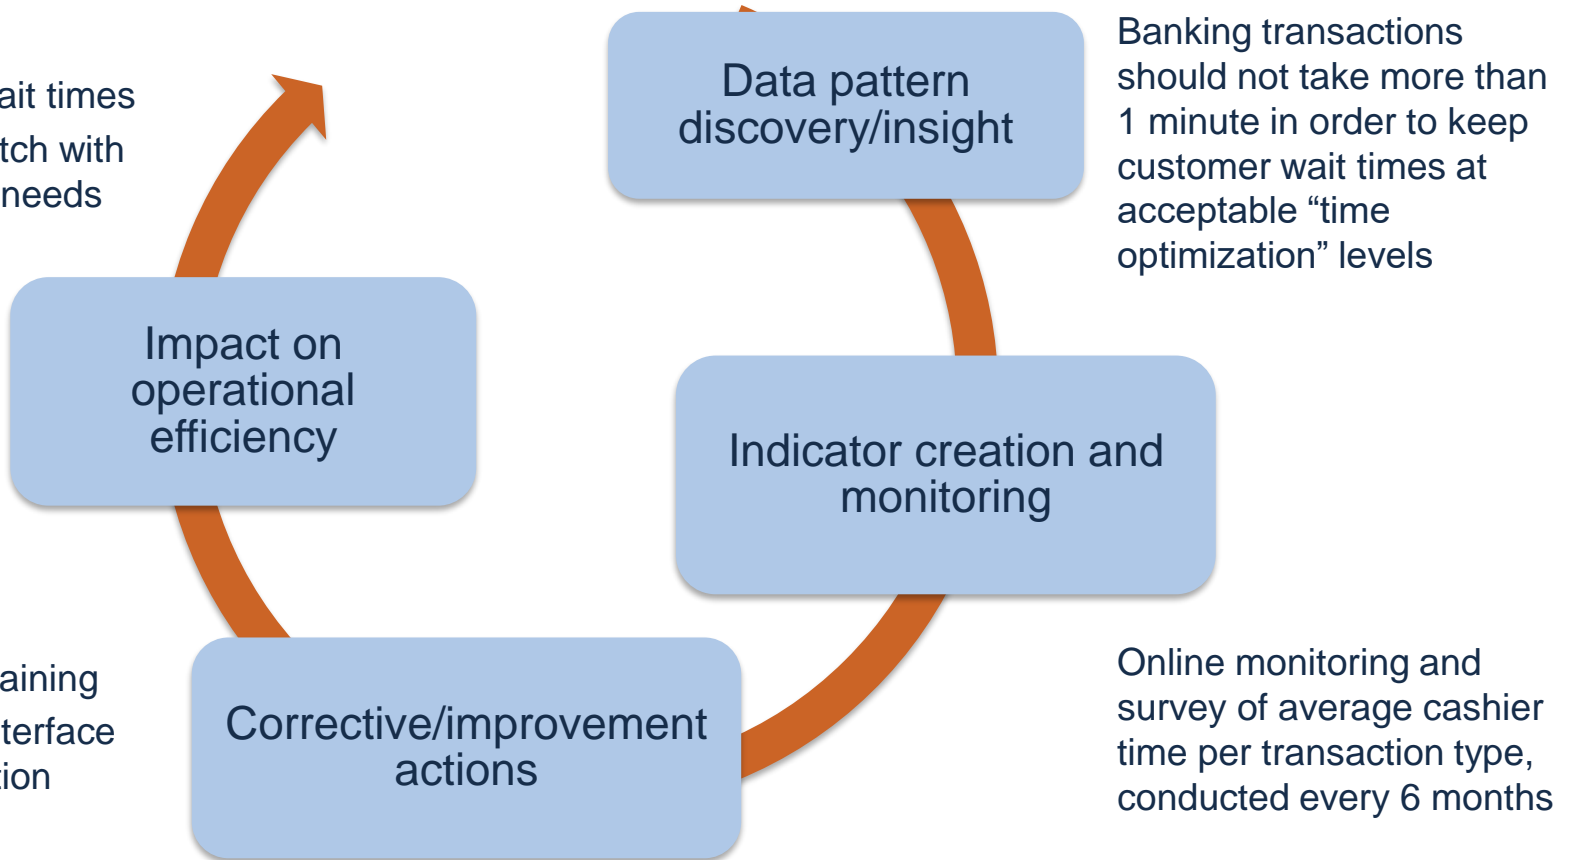 Data pattern
discovery/insight
Banking transactions
should not take more than
1 minute in order to keep
customer wait times at
acceptable “time
optimization” levels
Indicator creation and
monitoring
Online monitoring and
survey of average cashier
time per transaction type,
conducted every 6 months
Corrective/improvement
actions
aining
terface
tion
Impact on
operational
efficiency
ait times
tch with
needs